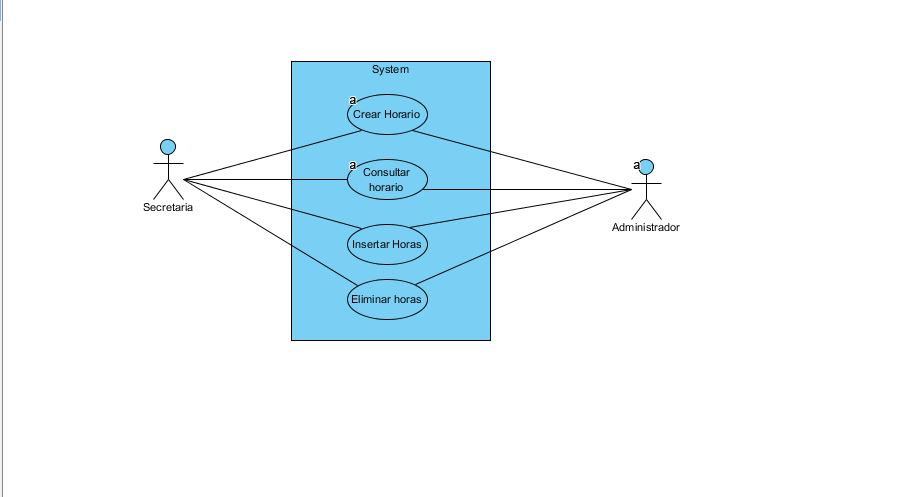 System
a
Crear Horario
a
Consultar
horario
a
Secretaria
Administrador
Insertar Horas
Eliminar horas